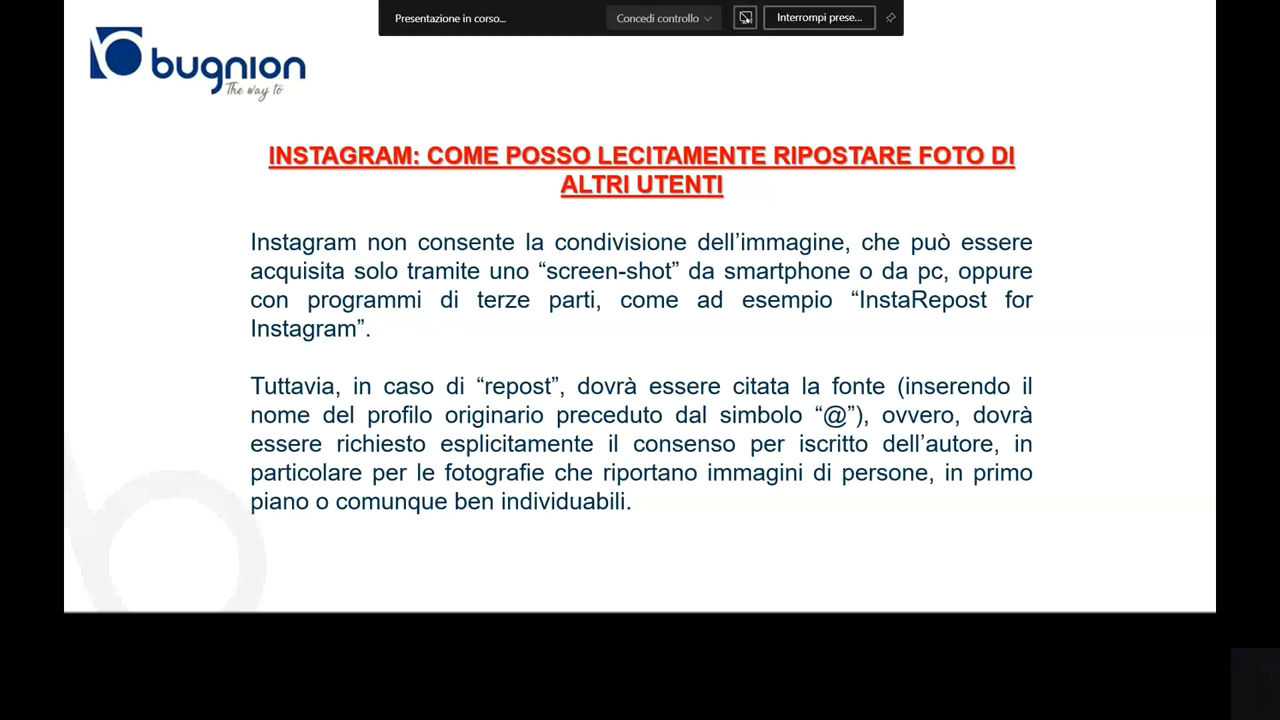 Presentazione in corso...
Concedi controllo
Interrompi prese...
bugnion
The way to
INSTAGRAM: COME POSSO LECITAMENTE RIPOSTARE FOTO DI
ALTRI UTENTI
Instagram non consente la condivisione dell’immagine, che può essere
acquisita solo tramite uno “screen-shot” da smartphone o da pc, oppure
con programmi di terze parti, come ad esempio “InstaRepost for
Instagram”.
Tuttavia, in caso di “repost”, dovrà essere citata la fonte (inserendo il
nome del profilo originario preceduto dal simbolo “@”), ovvero, dovrà
essere richiesto esplicitamente il consenso per iscritto dell’autore, in
particolare per le fotografie che riportano immagini di persone, in primo
piano o comunque ben individuabili.